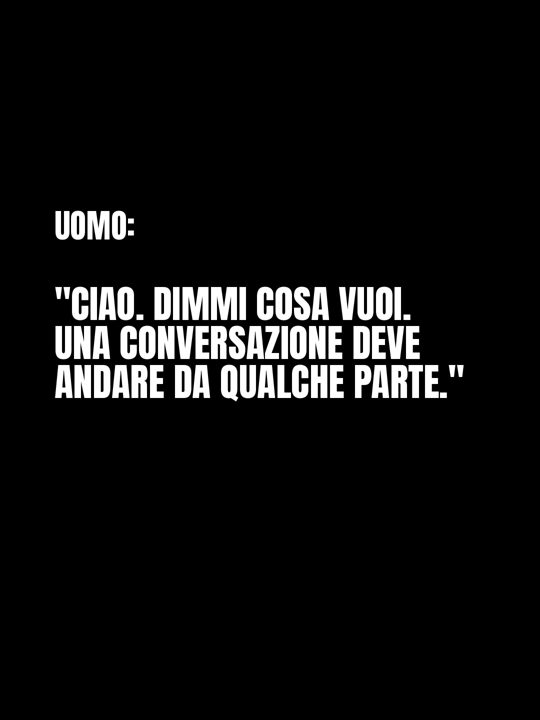 UOMO:
"CIAO. DIMMI COSA VUOI.
UNA CONVERSAZIONE DEVE
ANDARE DA QUALCHE PARTE."